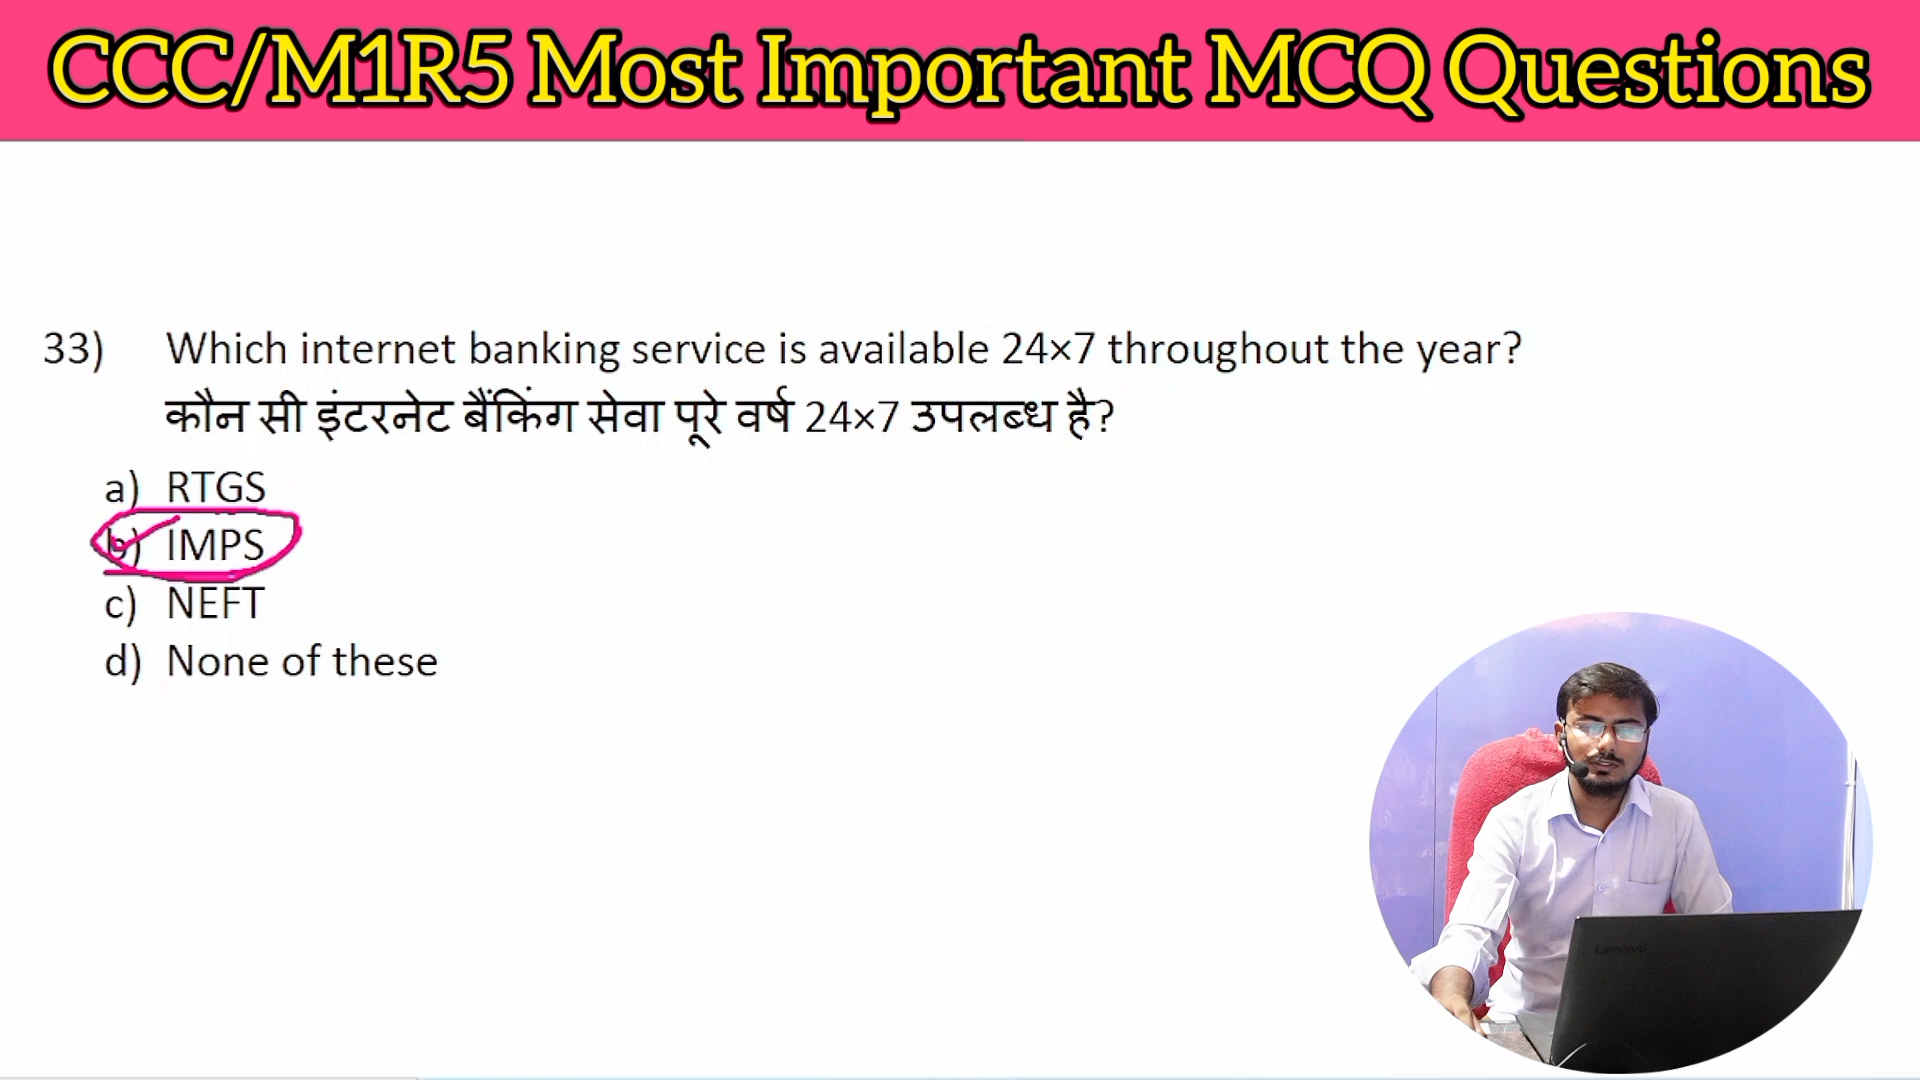 CCC/M1R5 Most Important MCQ Questions
33) Which internet banking service is available 24×7 throughout the year?
कौन सी इंटरनेट बैंकिंग सेवा पूरे वर्ष 24×7 उपलब्ध है?
a) RTGS
b) IMPS
c) NEFT
d) None of these
Lenovo